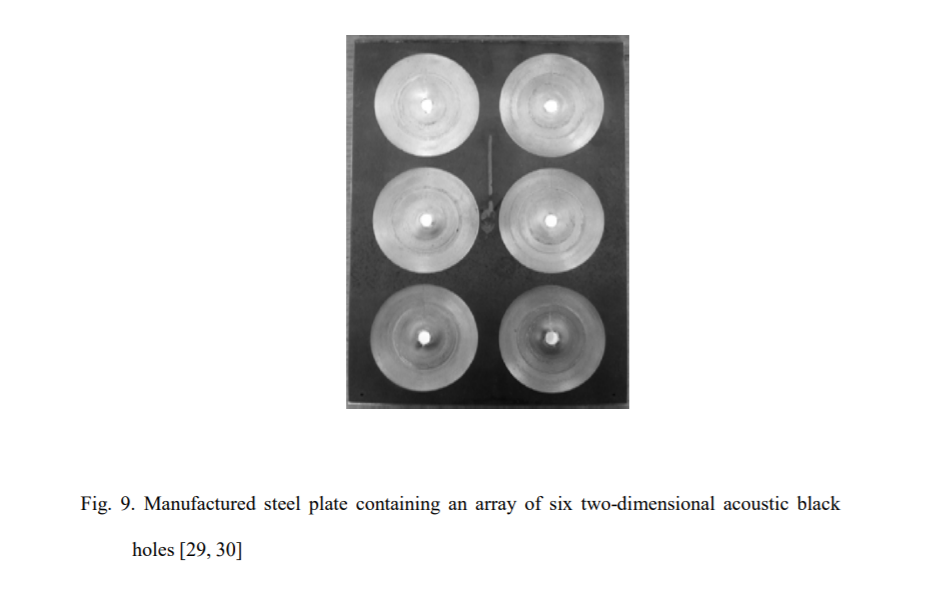 Fig. 9. Manufactured steel plate containing an array of six two-dimensional acoustic black
holes [29, 30]